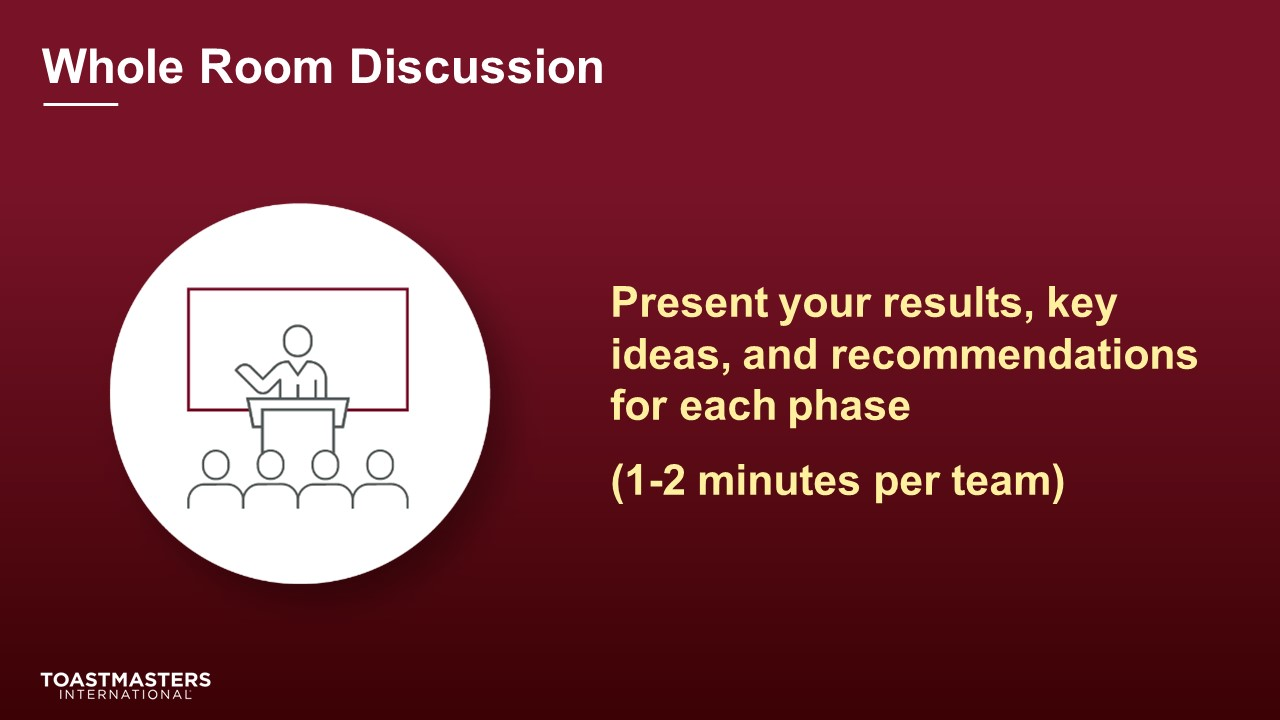 Whole Room Discussion
Present your results, key
ideas, and recommendations
for each phase
(1-2 minutes per team)
TOASTMASTERS
INTERNATIONAL